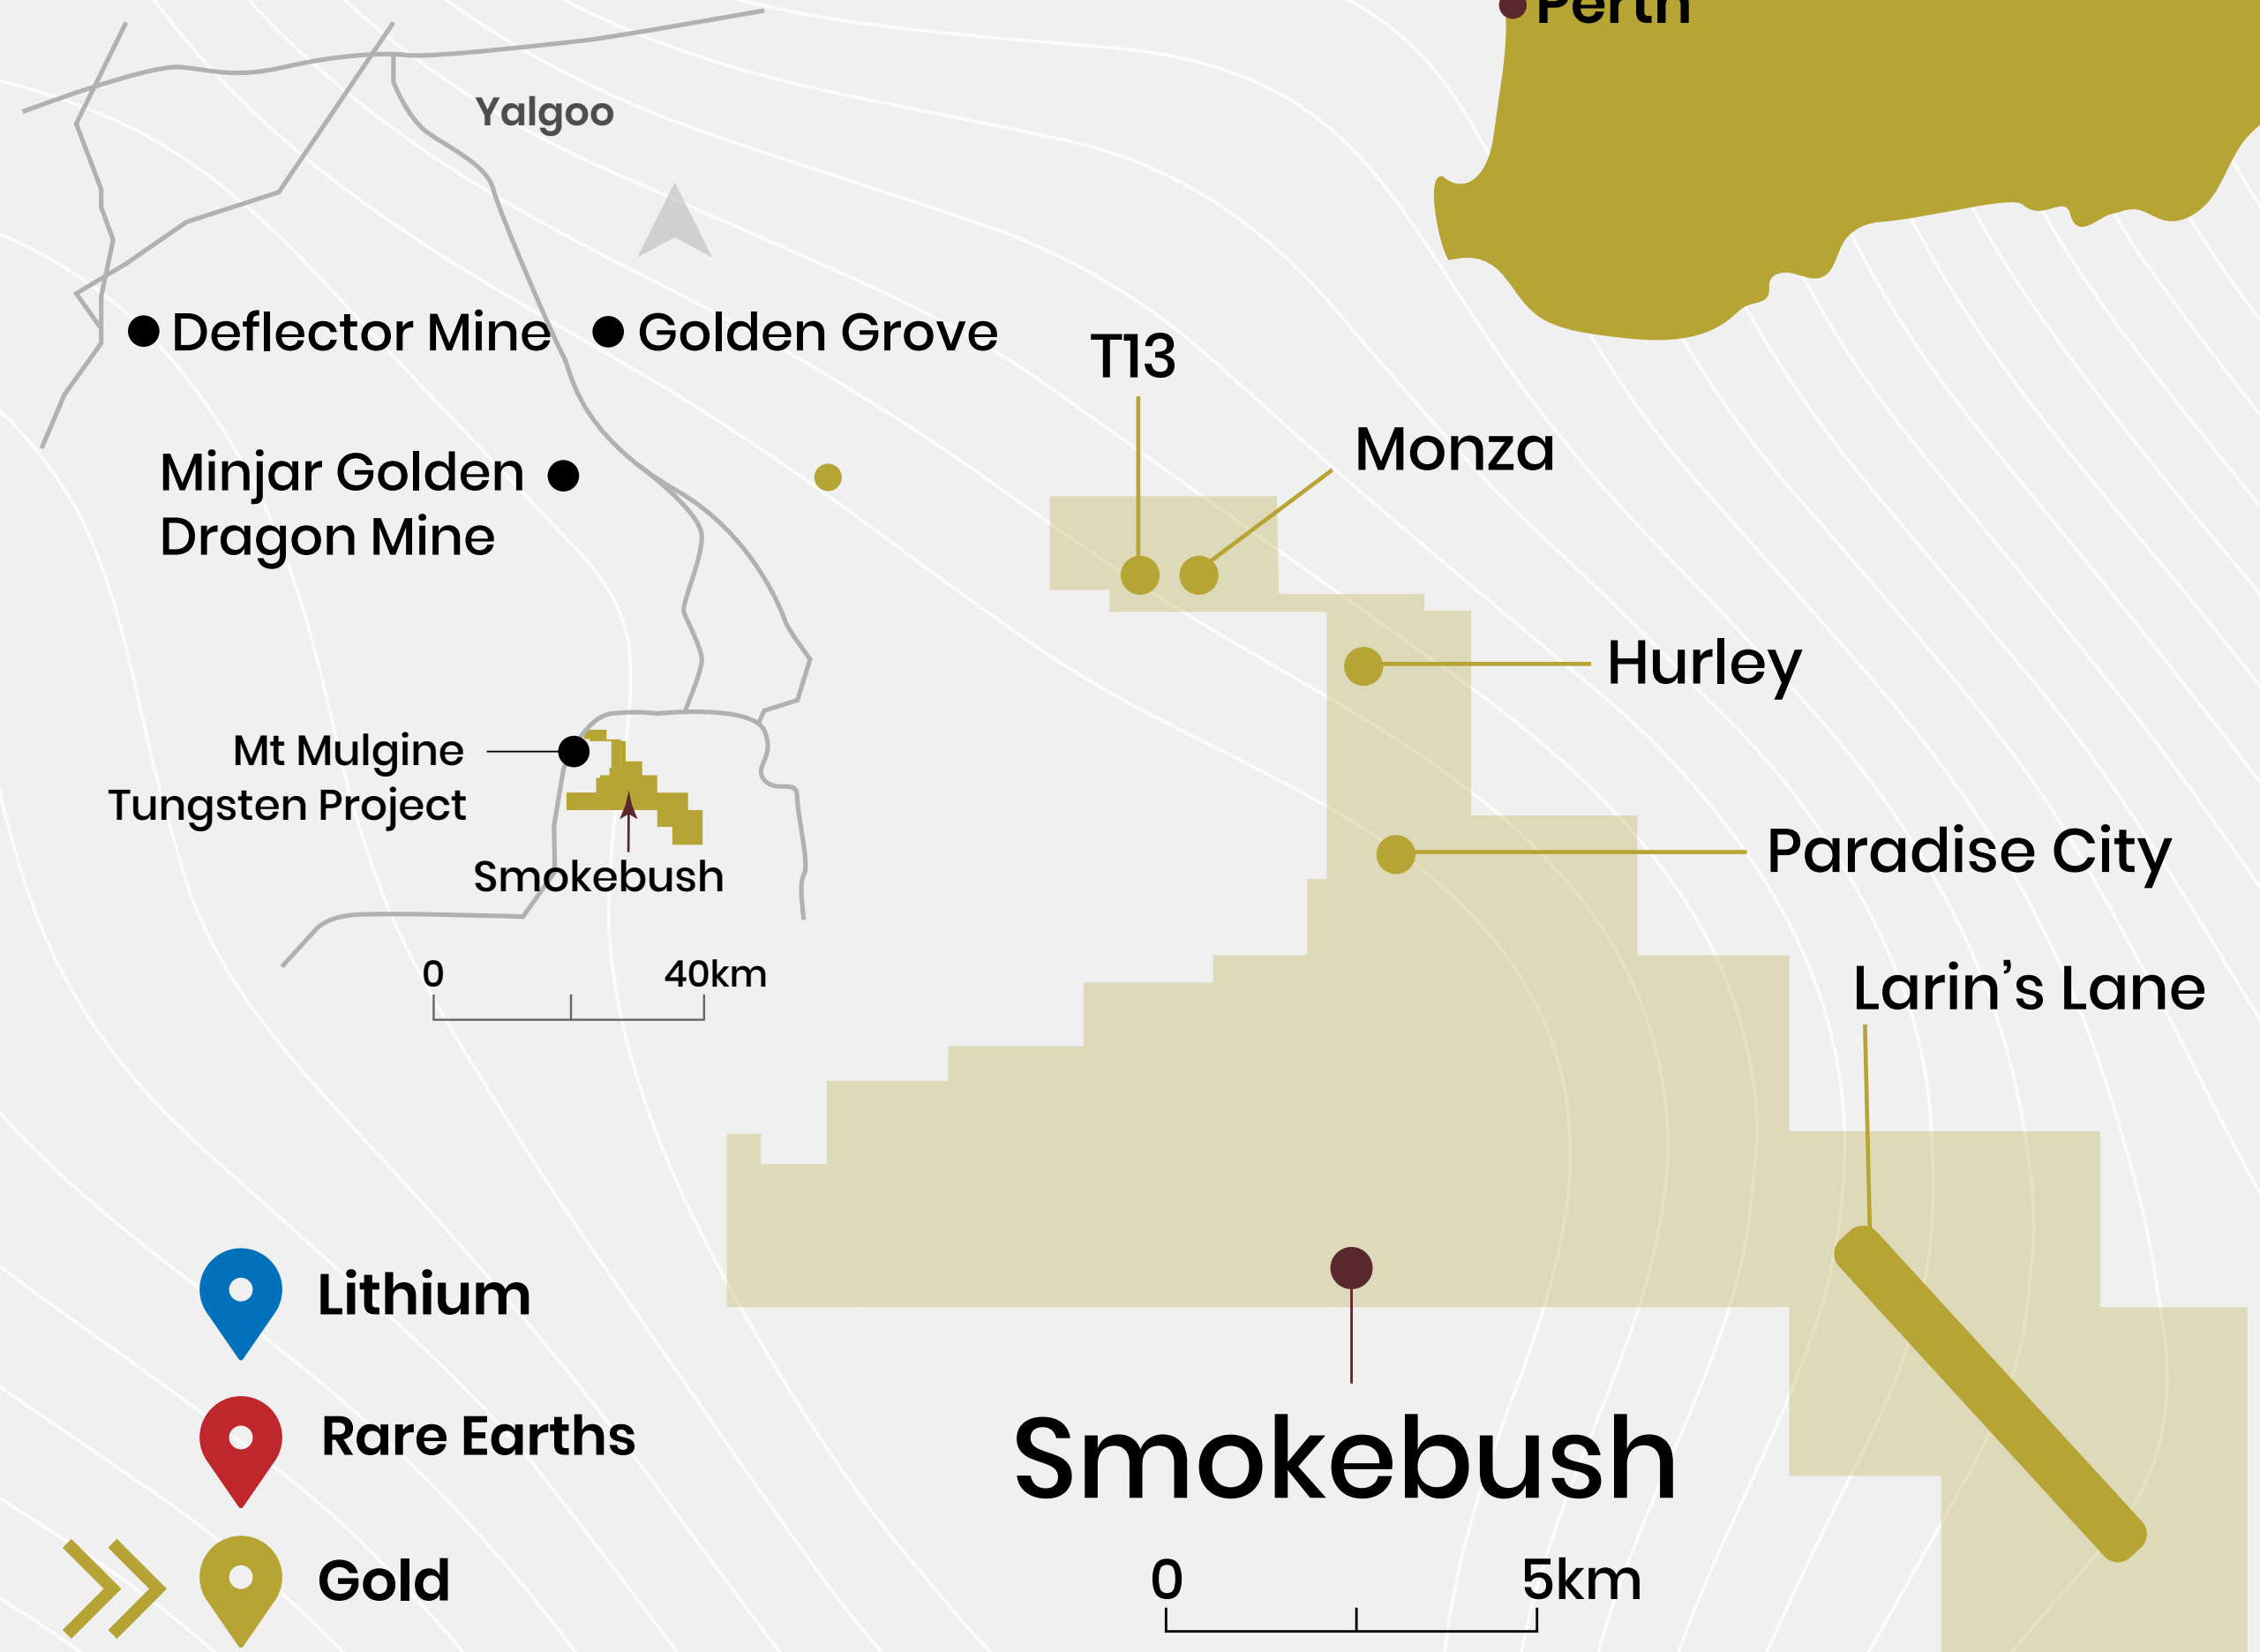 Perth
Yalgoo
Deflector Mine
Golden Grove
T13
Monza
Minjar Golden
Dragon Mine
Hurley
Mt Mulgine
Tungsten Project
Smokebush
Paradise City
Larin’s Lane
0
40km
Lithium
Rare Earths
Gold
Smokebush
0
5km